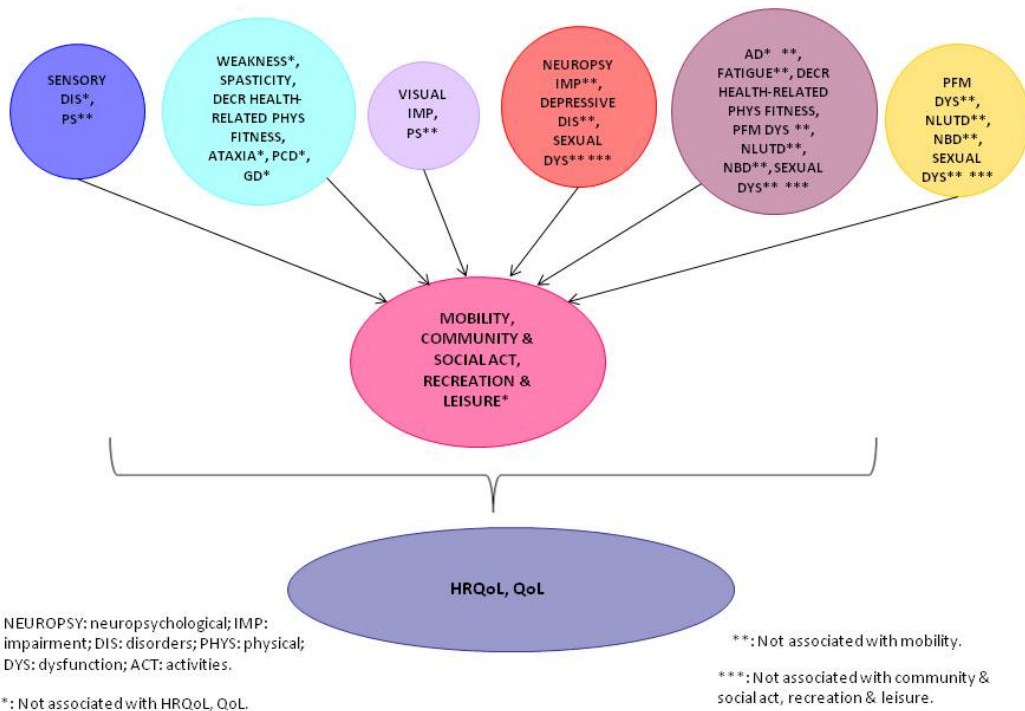 SENSORY
DIS*,
PS**
WEAKNESS*,
SPASTICITY,
DECR HEALTH-
RELATED PHYS
FITNESS,
ATAXIA*, PCD*,
GD*
VISUAL
IMP,
PS**
NEUROPSY
IMP**,
DEPRESSIVE
DIS**,
SEXUAL
DYS** ***
AD* **,
FATIGUE**, DECR
HEALTH-RELATED
PHYS FITNESS,
PFM DYS **,
NLUTD**,
NBD**, SEXUAL
DYS** ***
PFM
DYS**,
NLUTD**,
NBD**,
SEXUAL
DYS** ***
MOBILITY,
COMMUNITY &
SOCIAL ACT,
RECREATION &
LEISURE*
HRQoL, QoL
NEUROPSY: neuropsychological; IMP:
impairment; DIS: disorders; PHYS: physical;
DYS: dysfunction; ACT: activities.
*: Not associated with HRQoL, QoL.
**: Not associated with mobility.
***: Not associated with community &
social act, recreation & leisure.